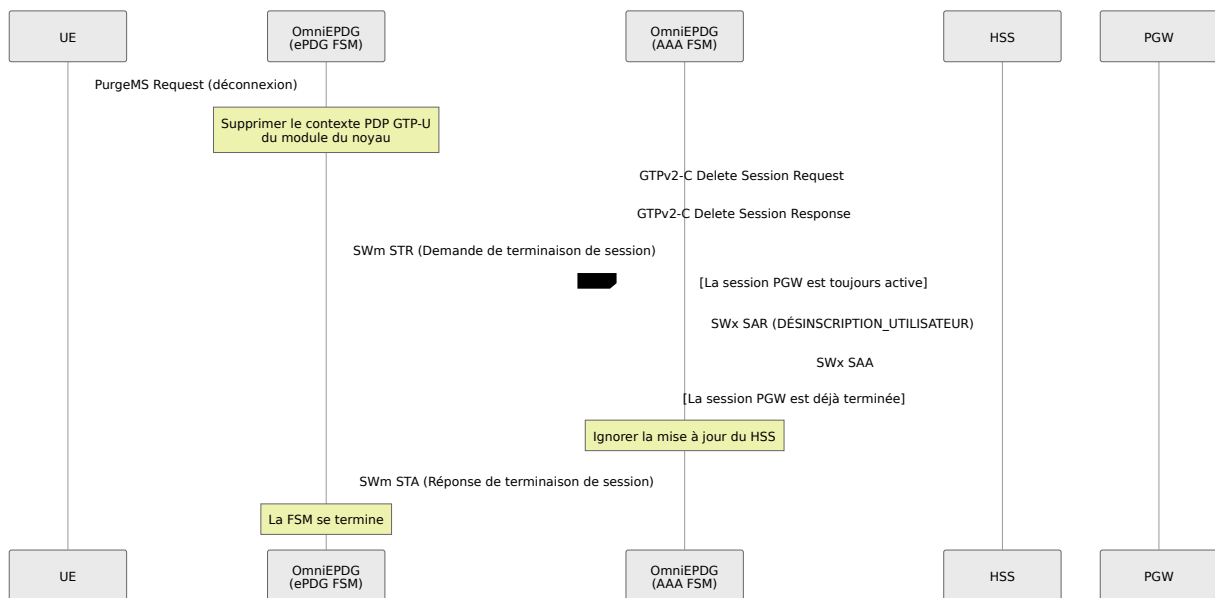 UE
OmniEPDG
(ePDG FSM)
OmniEPDG
(AAA FSM)
HSS
PGW
PurgeMS Request (déconnexion)
Supprimer le contexte PDP GTP-U
du module du noyau
GTPv2-C Delete Session Request
GTPv2-C Delete Session Response
SWm STR (Demande de terminaison de session)
[La session PGW est toujours active]
SWx SAR (DÉSINSCRIPTION_UTILISATEUR)
SWx SAA
[La session PGW est déjà terminée]
Ignorer la mise à jour du HSS
SWm STA (Réponse de terminaison de session)
La FSM se termine
UE
OmniEPDG
(ePDG FSM)
OmniEPDG
(AAA FSM)
HSS
PGW